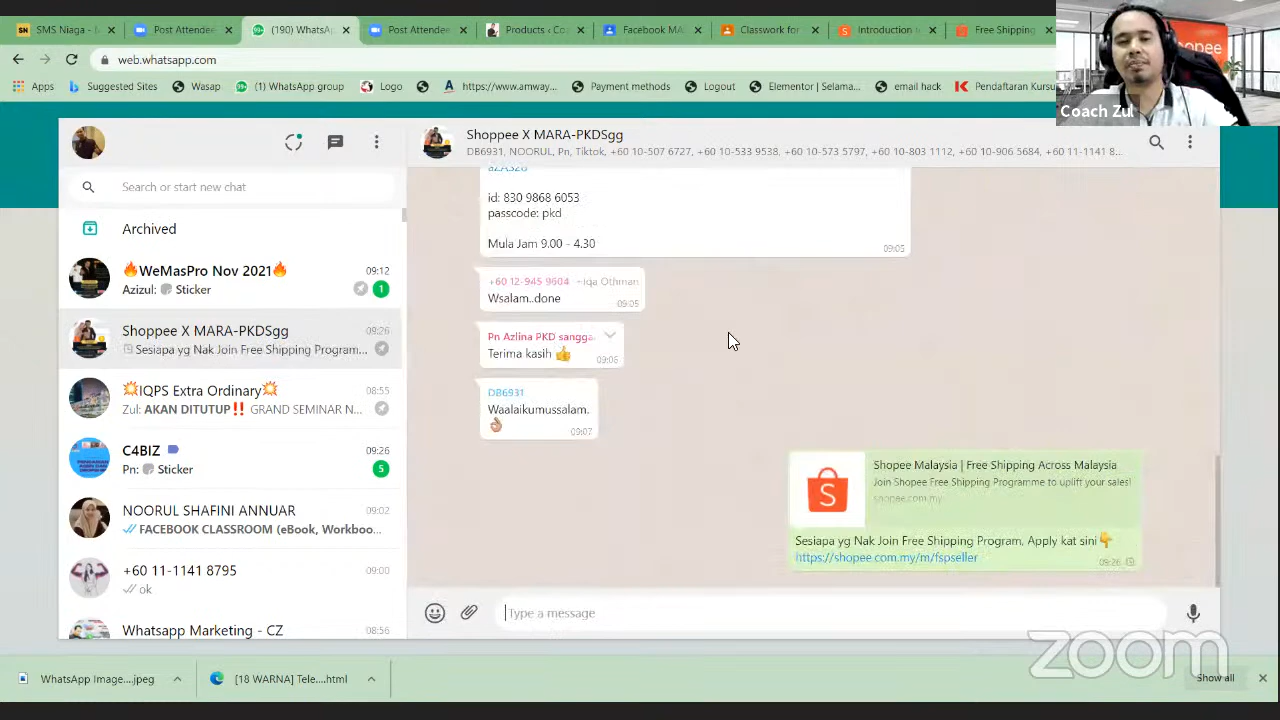 SMS Niaga -
Post Attendee
(190) WhatsA
Post Attendee
Products ‹ Co
Facebook MA
Classwork for
Introduction
Free Shipping
web.whatsapp.com
Apps
Suggested Sites
Wasap
(1) WhatsApp group
Logo
https://www.amway...
Payment methods
Logout
Elementor | Selama...
email hack
Pendaftaran Kursu
opee
Coach Zul
Shoppee X MARA-PKDSgg
DB6931, NOORUL, Pn, Tiktok, +60 10-507 6727, +60 10-533 9538, +60 10-573 5797, +60 10-803 1112, +60 10-906 5684, +60 11-1141 8...
Search or start new chat
Archived
🔥WeMasPro Nov 2021🔥
09:12
Azizul: Sticker
1
Shoppee X MARA-PKDSgg
09:26
Sesiapa yg Nak Join Free Shipping Program...
💥IQPS Extra Ordinary💥
08:55
Zul: AKAN DITUTUP‼️ GRAND SEMINAR N...
C4BIZ
09:26
Pn: Sticker
5
NOORUL SHAFINI ANNUAR
09:02
FACEBOOK CLASSROOM (eBook, Workboo...
+60 11-1141 8795
09:00
ok
Whatsapp Marketing - CZ
08:56
id: 830 9868 6053
passcode: pkd
Mula Jam 9.00 - 4.30
09:05
+60 12-945 9604 ~Iqa Othman
Wsalam..done
09:05
Pn Azlina PKD sangga
Terima kasih 👍
09:06
DB6931
Waalaikumussalam.
👌
09:07
Shopee Malaysia | Free Shipping Across Malaysia
Join Shopee Free Shipping Programme to uplift your sales!
shopee.com.my
Sesiapa yg Nak Join Free Shipping Program, Apply kat sini👇
https://shopee.com.my/m/fspseller
09:26
Type a message
zoom
WhatsApp Image....jpeg
[18 WARNA] Tele....html
Show all